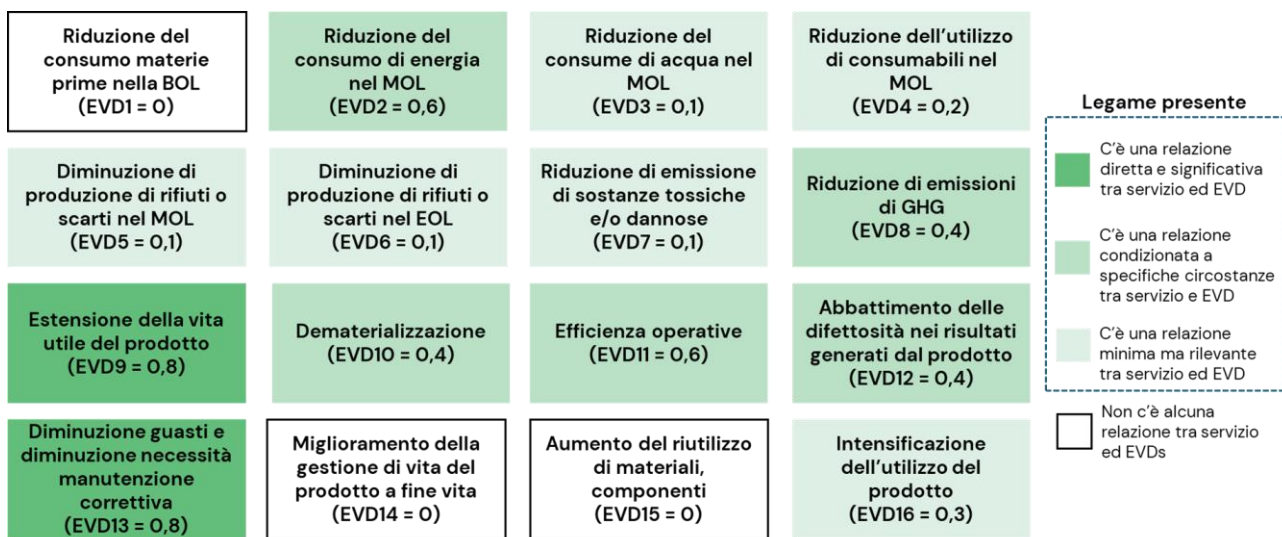 Riduzione del
consumo materie
prime nella BOL
(EVD1 = 0)
Riduzione del
consumo di energia
nel MOL
(EVD2 = 0,6)
Riduzione del
consume di acqua nel
MOL
(EVD3 = 0,1)
Riduzione dell'utilizzo
di consumabili nel
MOL
(EVD4 = 0,2)
Diminuzione di
produzione di rifiuti o
scarti nel MOL
(EVD5 = 0,1)
Diminuzione di
produzione di rifiuti o
scarti nel EOL
(EVD6 = 0,1)
Riduzione di emissione
di sostanze tossiche
e/o dannose
(EVD7 = 0,1)
Riduzione di emissioni
di GHG
(EVD8 = 0,4)
Estensione della vita
utile del prodotto
(EVD9 = 0,8)
Dematerializzazione
(EVD10 = 0,4)
Efficienza operative
(EVD11 = 0,6)
Abbattimento delle
difettosità nei risultati
generati dal prodotto
(EVD12 = 0,4)
Diminuzione guasti e
diminuzione necessità
manutenzione
correttiva
(EVD13 = 0,8)
Miglioramento della
gestione di vita del
prodotto a fine vita
(EVD14 = 0)
Aumento del riutilizzo
di materiali,
componenti
(EVD15 = 0)
Intensificazione
dell'utilizzo del
prodotto
(EVD16 = 0,3)
Legame presente
C'è una relazione
diretta e significativa
tra servizio ed EVD
C'è una relazione
condizionata a
specifiche circostanze
tra servizio e EVD
C'è una relazione
minima ma rilevante
tra servizio ed EVD
Non c'è alcuna
relazione tra servizio
ed EVDs